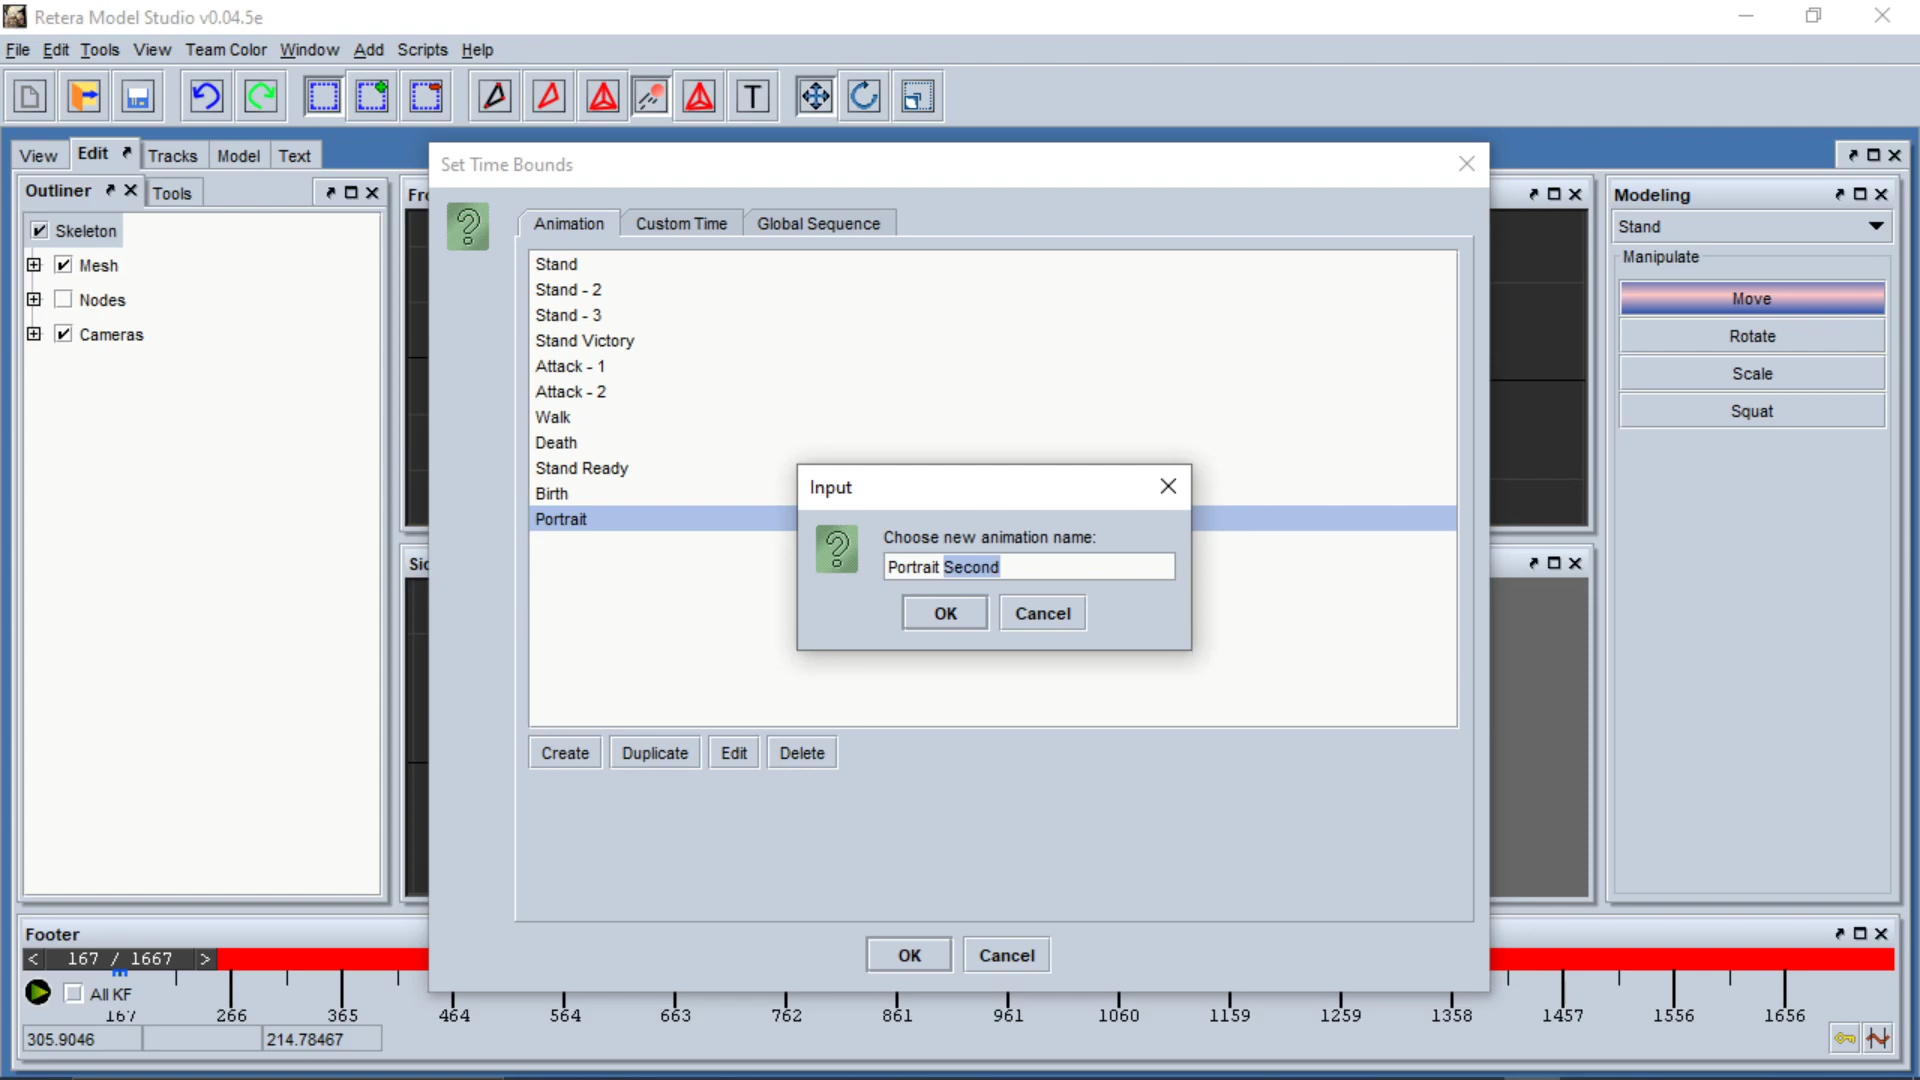 Retera Model Studio v0.04.5e
File Edit Tools View Team Color Window Add Scripts Help
T
View Edit Tracks Model Text
Outliner Tools
Skeleton
Mesh
Nodes
Cameras
Set Time Bounds
Animation Custom Time Global Sequence
Stand
Stand - 2
Stand - 3
Stand Victory
Attack - 1
Attack - 2
Walk
Death
Stand Ready
Birth
Portrait
Input
Choose new animation name:
Portrait Second
OK Cancel
Create Duplicate Edit Delete
OK Cancel
Modeling
Stand
Manipulate
Move
Rotate
Scale
Squat
Footer
< 167 / 1667 >
All KF
167 266 365 464 564 663 762 861 961 1060 1159 1259 1358 1457 1556 1656
305.9046 214.78467